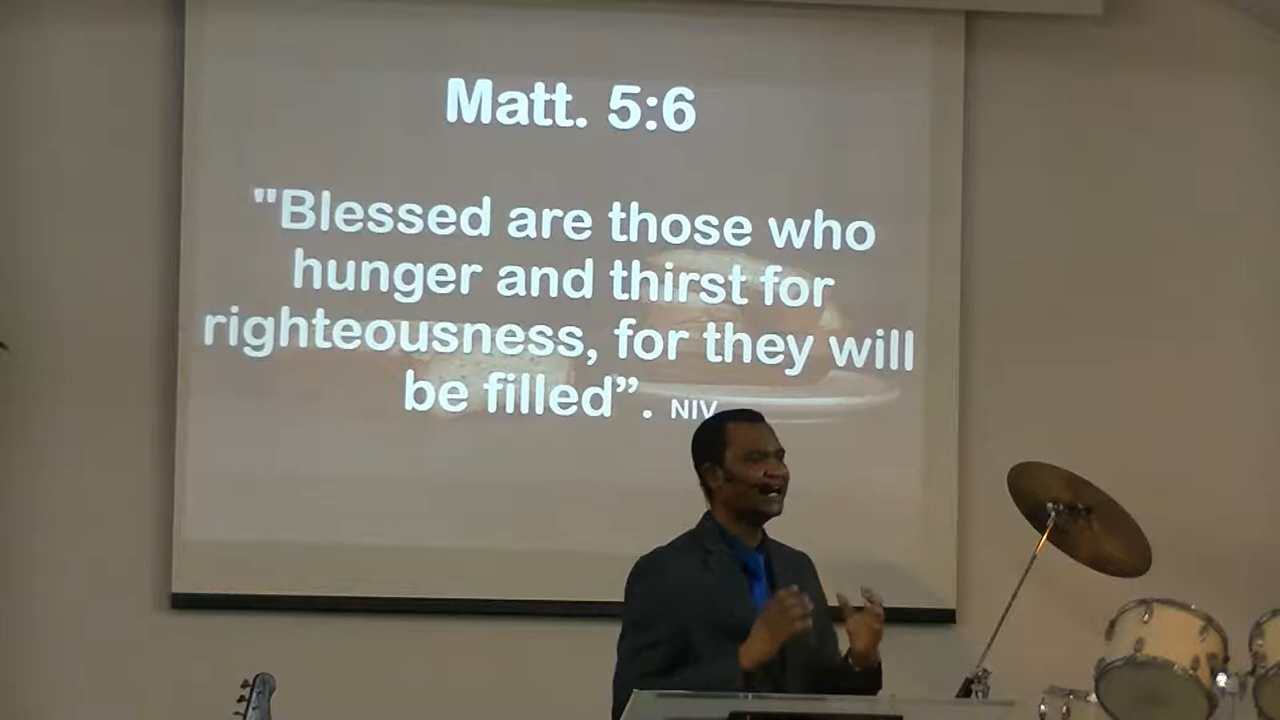 Matt. 5:6
"Blessed are those who
hunger and thirst for
righteousness, for they will
be filled”. NIV